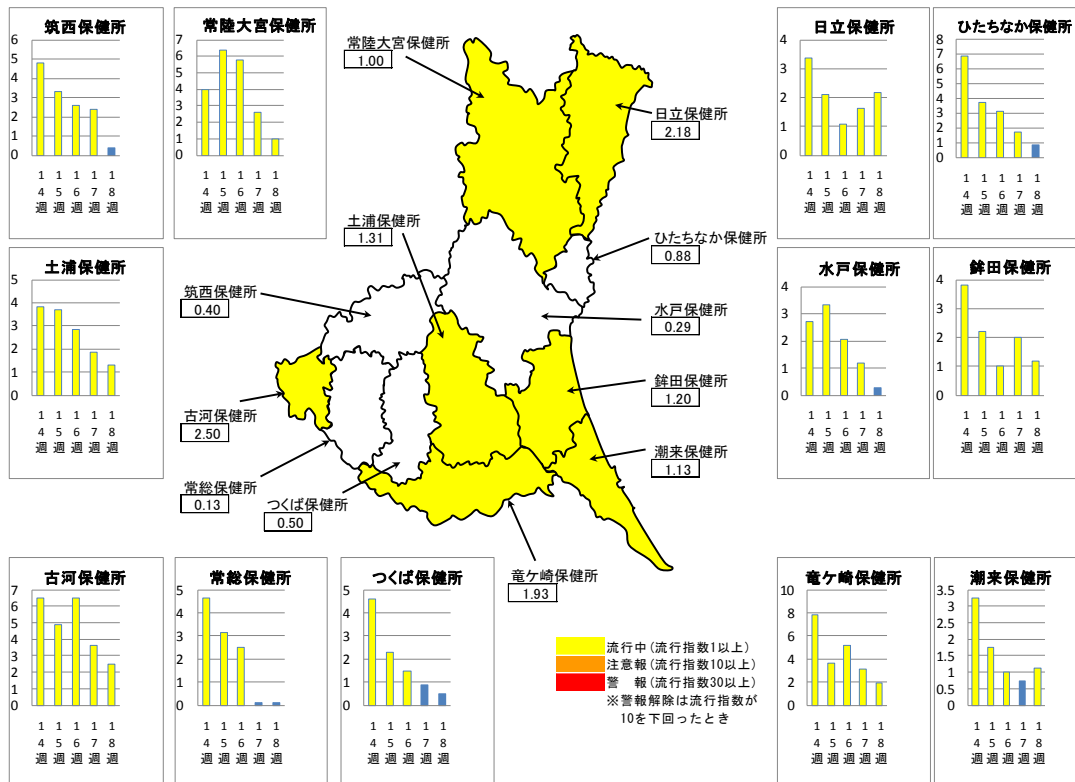 筑西保健所
6
5
4
3
2
1
0
14週
15週
16週
17週
18週
常陸大宮保健所
7
6
5
4
3
2
1
0
14週
15週
16週
17週
18週
常陸大宮保健所
1.00
日立保健所
2.18
土浦保健所
1.31
ひたちなか保健所
0.88
筑西保健所
0.40
水戸保健所
0.29
鉾田保健所
1.20
古河保健所
2.50
潮来保健所
1.13
常総保健所
0.13
つくば保健所
0.50
竜ケ崎保健所
1.93
日立保健所
4
3
2
1
0
14週
15週
16週
17週
18週
ひたちなか保健所
8
7
6
5
4
3
2
1
0
14週
15週
16週
17週
18週
土浦保健所
5
4
3
2
1
0
14週
15週
16週
17週
18週
水戸保健所
4
3
2
1
0
14週
15週
16週
17週
18週
鉾田保健所
4
3
2
1
0
14週
15週
16週
17週
18週
古河保健所
7
6
5
4
3
2
1
0
14週
15週
16週
17週
18週
常総保健所
5
4
3
2
1
0
14週
15週
16週
17週
18週
つくば保健所
5
4
3
2
1
0
14週
15週
16週
17週
18週
流行中(流行指数1以上)
注意報(流行指数10以上)
警　報(流行指数30以上)
※警報解除は流行指数が
10を下回ったとき
竜ケ崎保健所
10
8
6
4
2
0
14週
15週
16週
17週
18週
潮来保健所
3.5
3
2.5
2
1.5
1
0.5
0
14週
15週
16週
17週
18週